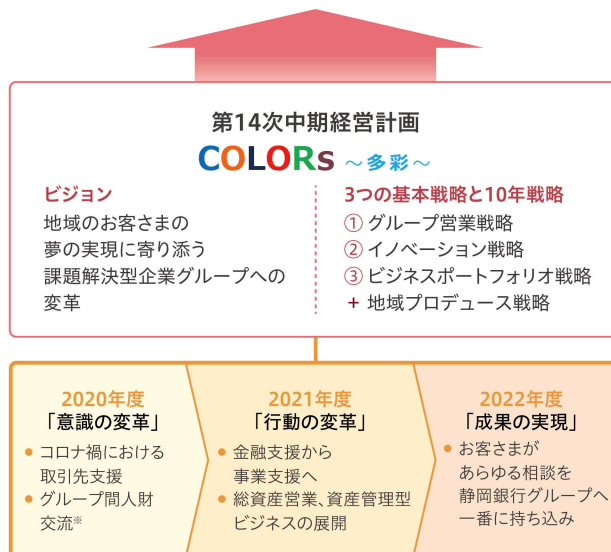 第14次中期経営計画
COLORs ~多彩~
ビジョン
地域のお客さまの
夢の実現に寄り添う
課題解決型企業グループへの
変革
3つの基本戦略と10年戦略
① グループ営業戦略
② イノベーション戦略
③ ビジネスポートフォリオ戦略
+ 地域プロデュース戦略
2020年度
「意識の変革」
● コロナ禍における
取引先支援
● グループ間人財
交流※
2021年度
「行動の変革」
● 金融支援から
事業支援へ
● 総資産営業、資産管理型
ビジネスの展開
2022年度
「成果の実現」
● お客さまが
あらゆる相談を
静岡銀行グループへ
一番に持ち込み